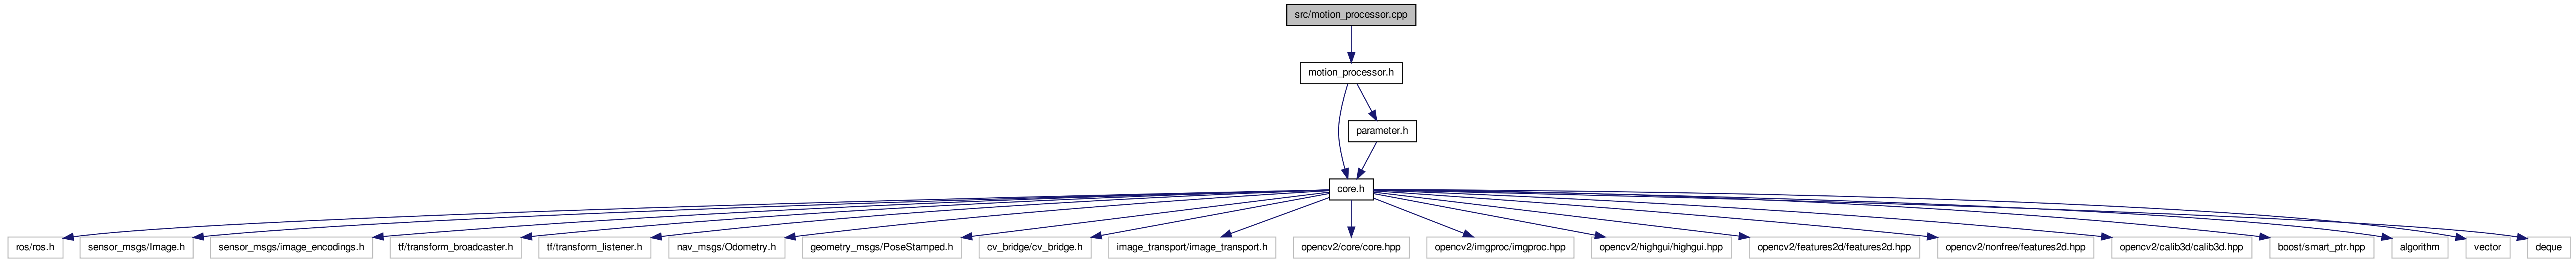 src/motion_processor.cpp
motion_processor.h
parameter.h
core.h
ros/ros.h
sensor_msgs/Image.h
sensor_msgs/image_encodings.h
tf/transform_broadcaster.h
tf/transform_listener.h
nav_msgs/Odometry.h
geometry_msgs/PoseStamped.h
cv_bridge/cv_bridge.h
image_transport/image_transport.h
opencv2/core/core.hpp
opencv2/imgproc/imgproc.hpp
opencv2/highgui/highgui.hpp
opencv2/features2d/features2d.hpp
opencv2/nonfree/features2d.hpp
opencv2/calib3d/calib3d.hpp
boost/smart_ptr.hpp
algorithm
vector
deque